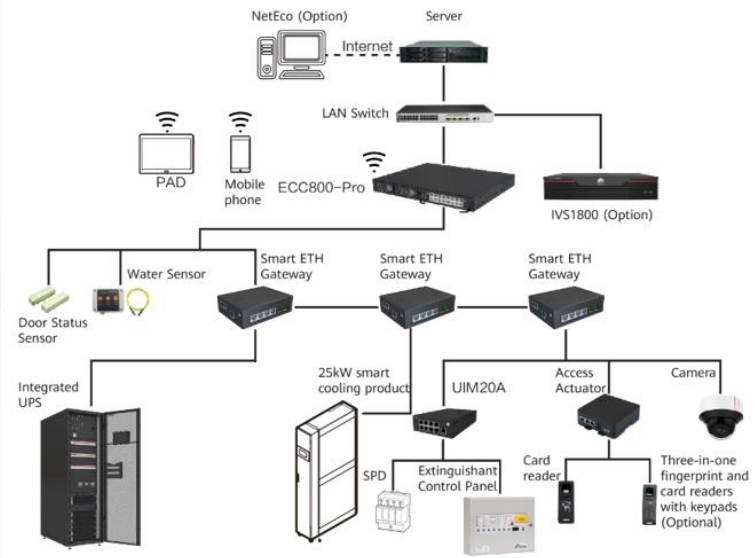 NetEco (Option)
Server
Internet
LAN Switch
PAD
Mobile
phone
ECC800-Pro
IVS1800 (Option)
Door Status
Sensor
Water Sensor
Smart ETH
Gateway
Smart ETH
Gateway
Smart ETH
Gateway
Integrated
UPS
25kW smart
cooling product
UIM20A
Access
Actuator
Camera
SPD
Extinguishant
Control Panel
Card
reader
Three-in-one
fingerprint and
card readers
with keypads
(Optional)